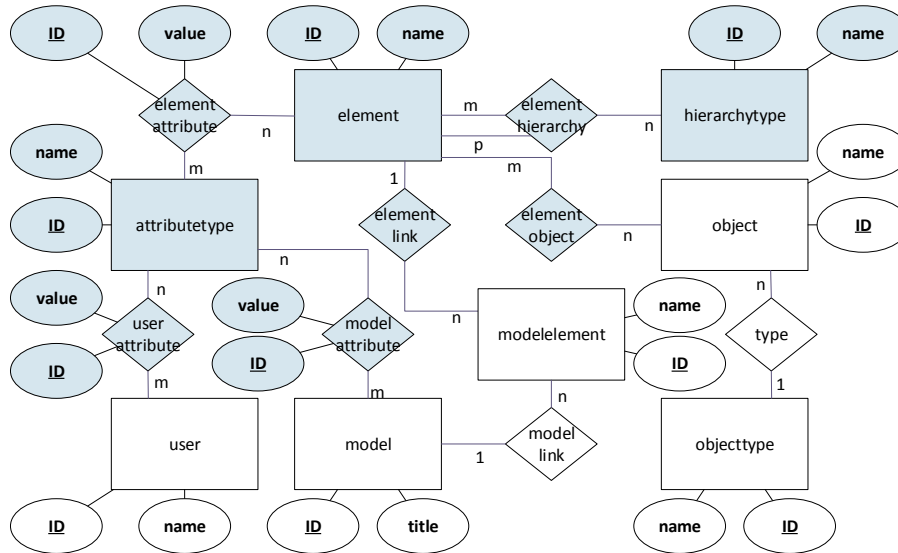 ID
value
ID
name
ID
name
element
attribute
n
element
m
element
hierarchy
n
hierarchytype
p
name
m
1
m
name
ID
attributetype
element
link
element
object
n
object
ID
n
n
n
value
value
name
user
attribute
model
attribute
n
modelelement
type
ID
ID
ID
m
m
n
1
user
model
1
model
link
objecttype
ID
name
ID
title
name
ID